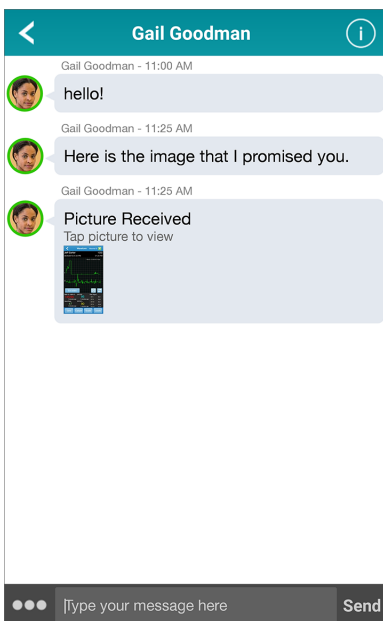 Gail Goodman
i
Gail Goodman - 11:00 AM
hello!
Gail Goodman - 11:25 AM
Here is the image that I promised you.
Gail Goodman - 11:25 AM
Picture Received
Tap picture to view
Type your message here
Send